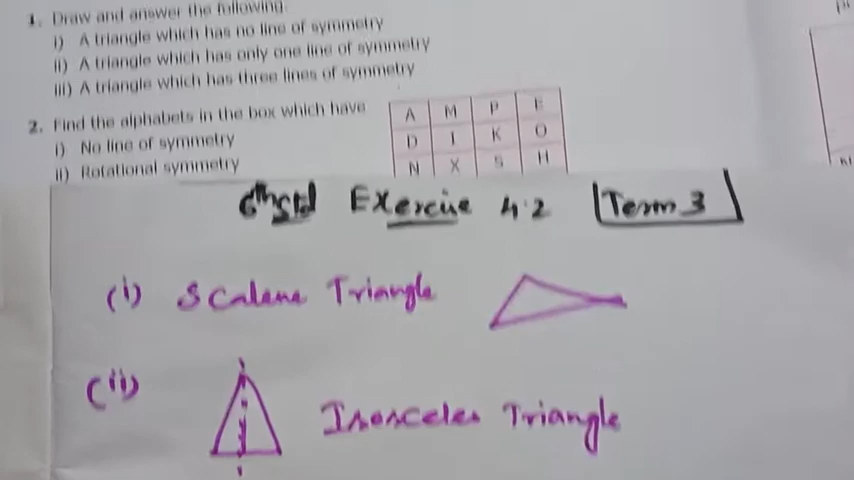 1. Draw and answer the following.
i) A triangle which has no line of symmetry
ii) A triangle which has only one line of symmetry
iii) A triangle which has three lines of symmetry
2. Find the alphabets in the box which have
i) No line of symmetry
ii) Rotational symmetry
A M P E
D I K O
N X S H
6th std Exercise 4.2 Term 3
(i) Scalene Triangle
(ii) Isosceles Triangle